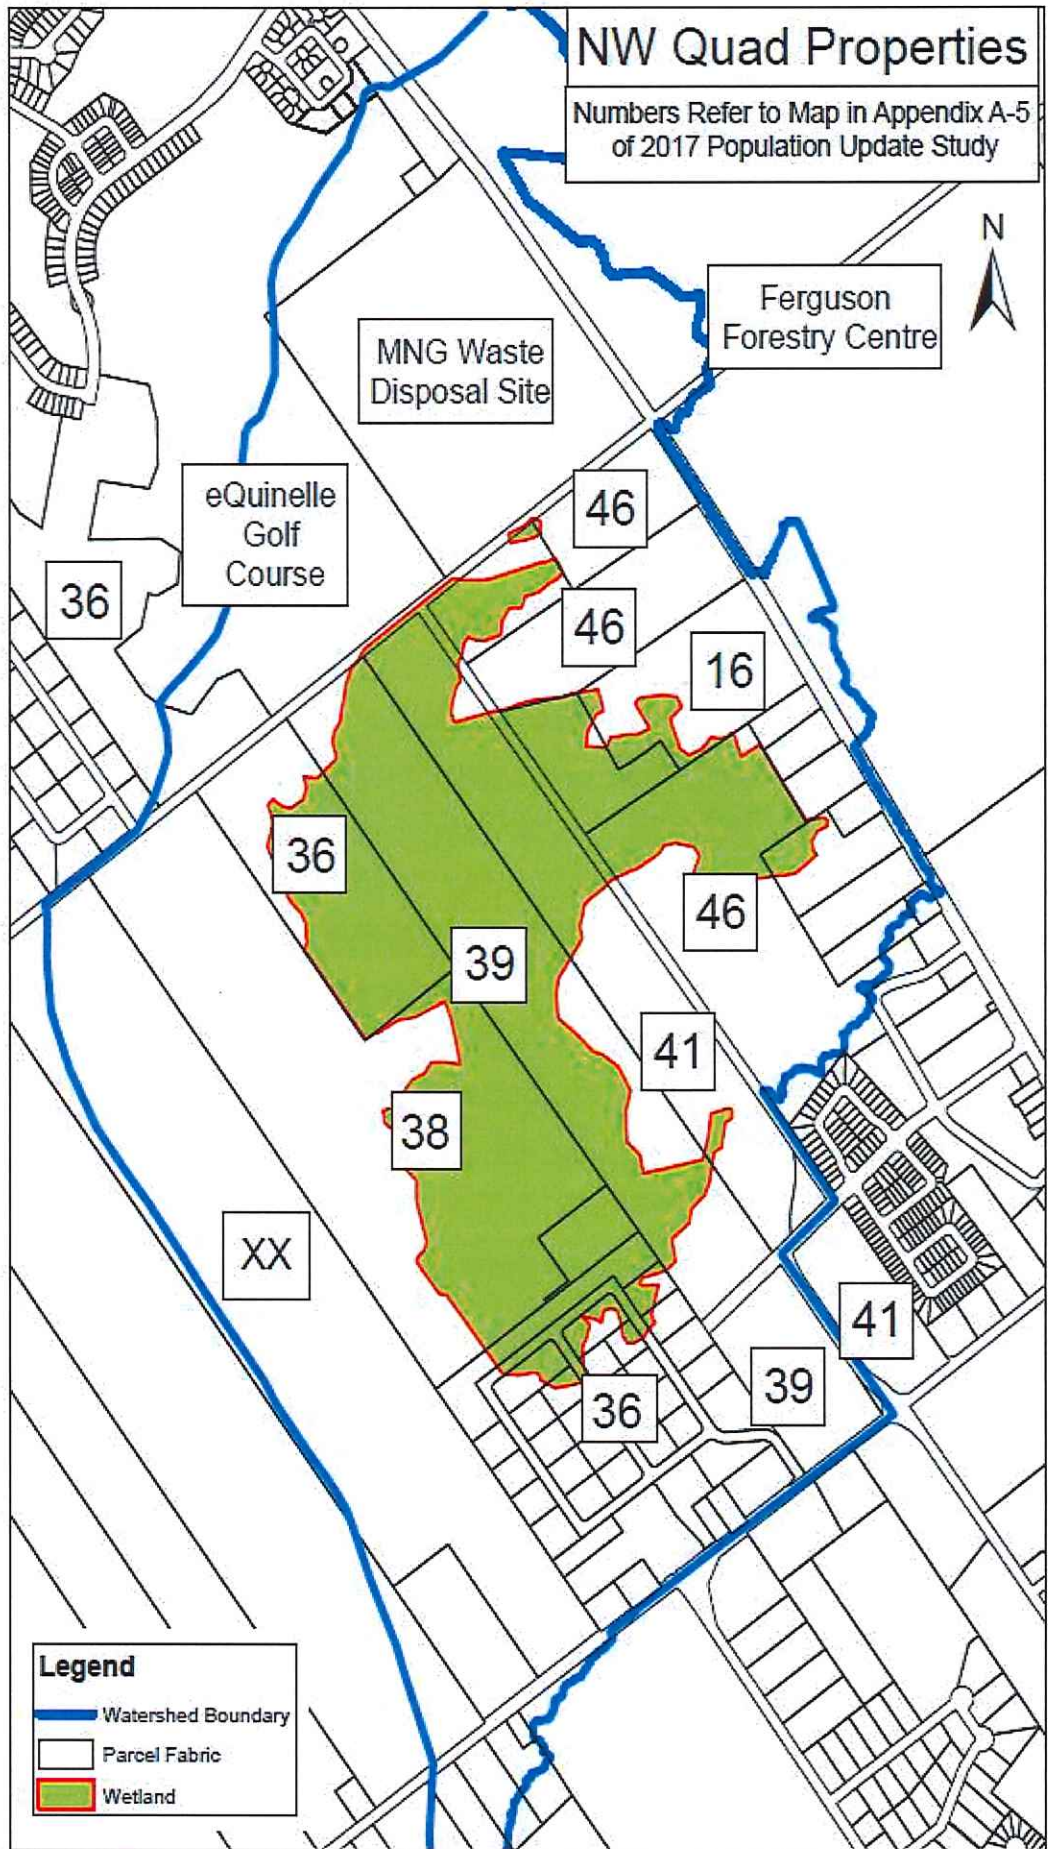 NW Quad Properties
Numbers Refer to Map in Appendix A-5
of 2017 Population Update Study
N
Ferguson
Forestry Centre
MNG Waste
Disposal Site
eQuinelle
Golf
Course
46
36
46
16
36
46
39
41
38
XX
41
39
36
Legend
Watershed Boundary
Parcel Fabric
Wetland